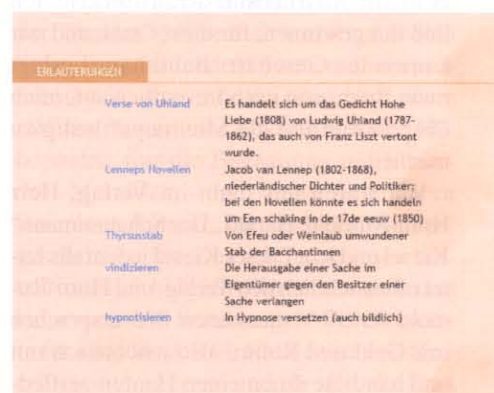 ERLÄUTERUNGEN
Verse von Uhland Es handelt sich um das Gedicht Hohe
Liebe (1808) von Ludwig Uhland (1787-
1862), das auch von Franz Liszt vertont
wurde.
Lenneps Novellen Jacob van Lennep (1802-1868),
niederländischer Dichter und Politiker;
bei den Novellen könnte es sich handeln
um Een schaking in de 17de eeuw (1850)
Thyrsusstab Von Efeu oder Weinlaub umwundener
Stab der Bacchantinnen
vindizieren Die Herausgabe einer Sache im
Eigentümer gegen den Besitzer einer
Sache verlangen
hypnotisieren In Hypnose versetzen (auch bildlich)